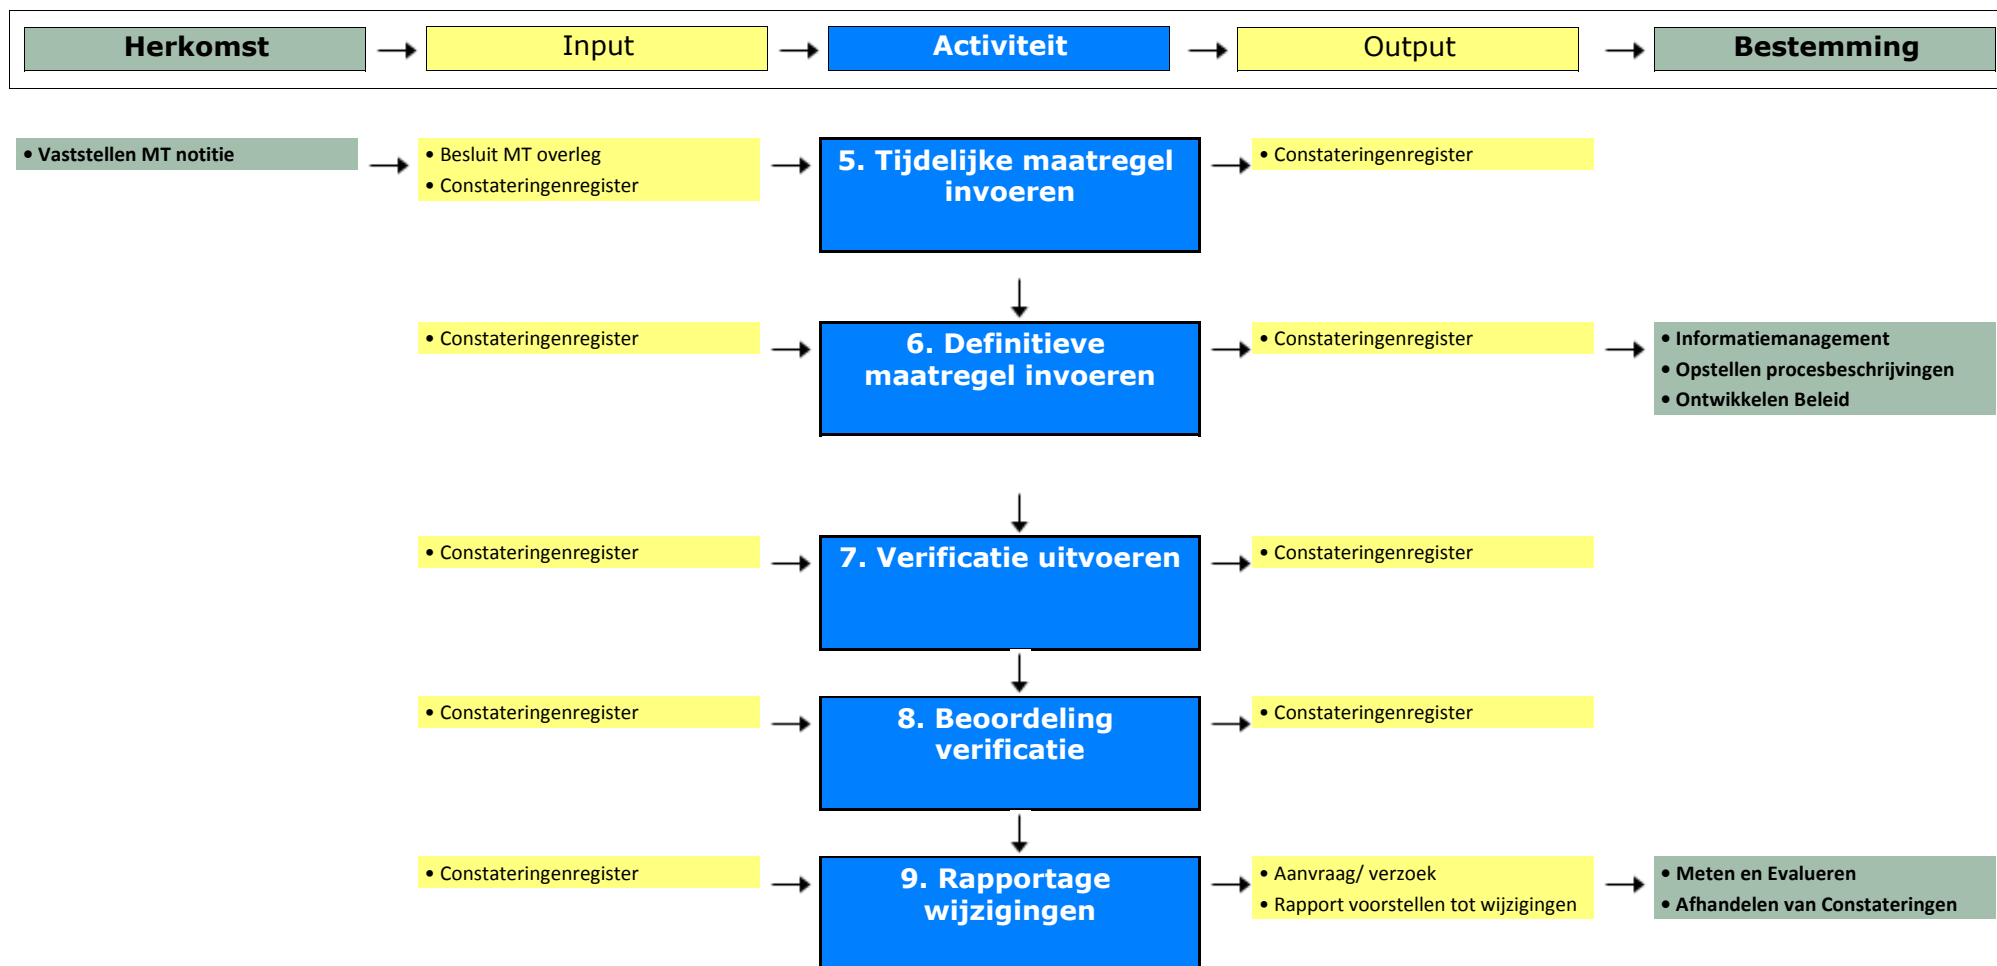 Herkomst
Input
Activiteit
Output
Bestemming
• Vaststellen MT notitie
• Besluit MT overleg
• Constateringenregister
5. Tijdelijke maatregel
invoeren
• Constateringenregister
• Constateringenregister
6. Definitieve
maatregel invoeren
• Constateringenregister
• Informatiemanagement
• Opstellen procesbeschrijvingen
• Ontwikkelen Beleid
• Constateringenregister
7. Verificatie uitvoeren
• Constateringenregister
• Constateringenregister
8. Beoordeling
verificatie
• Constateringenregister
• Constateringenregister
9. Rapportage
wijzigingen
• Aanvraag/ verzoek
• Rapport voorstellen tot wijzigingen
• Meten en Evalueren
• Afhandelen van Constateringen